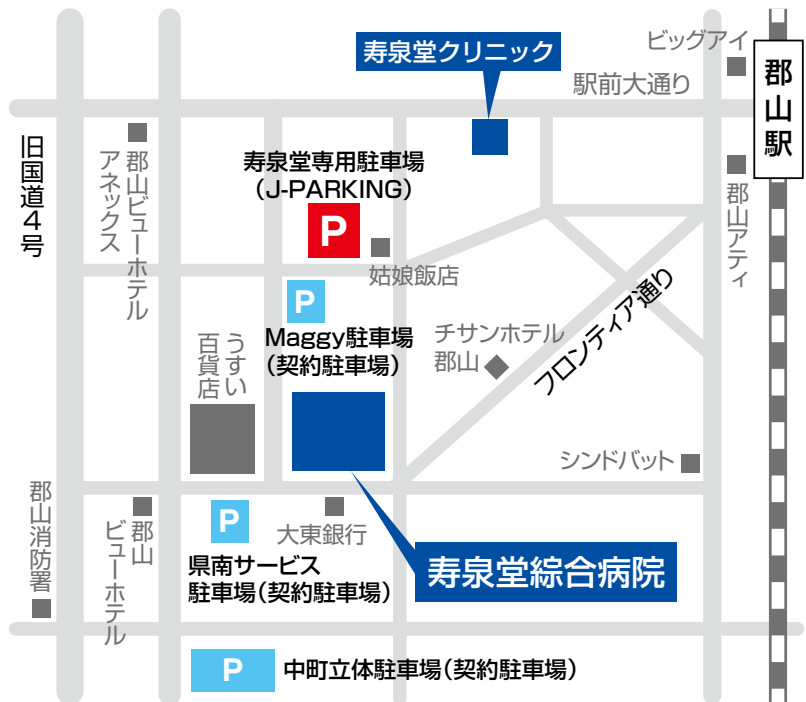 ビッグアイ
寿泉堂クリニック
駅前大通り
郡山駅
旧国道4号
郡山ビューホテル
アネックス
寿泉堂専用駐車場
(J-PARKING)
P
姑娘飯店
郡山アティ
P
Maggy駐車場
(契約駐車場)
うすい
百貨店
チサンホテル
郡山
フロンティア通り
シンドバット
郡山消防署
郡山
ビューホテル
P
大東銀行
県南サービス
駐車場(契約駐車場)
寿泉堂綜合病院
P
中町立体駐車場(契約駐車場)